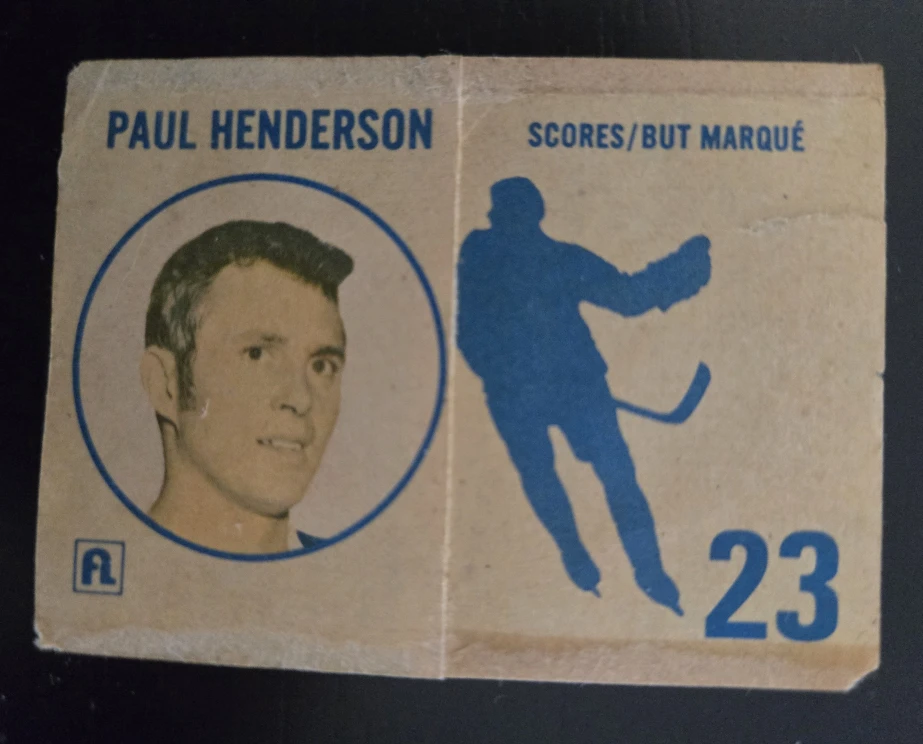 PAUL HENDERSON
FL
SCORES/BUT MARQUÉ
23